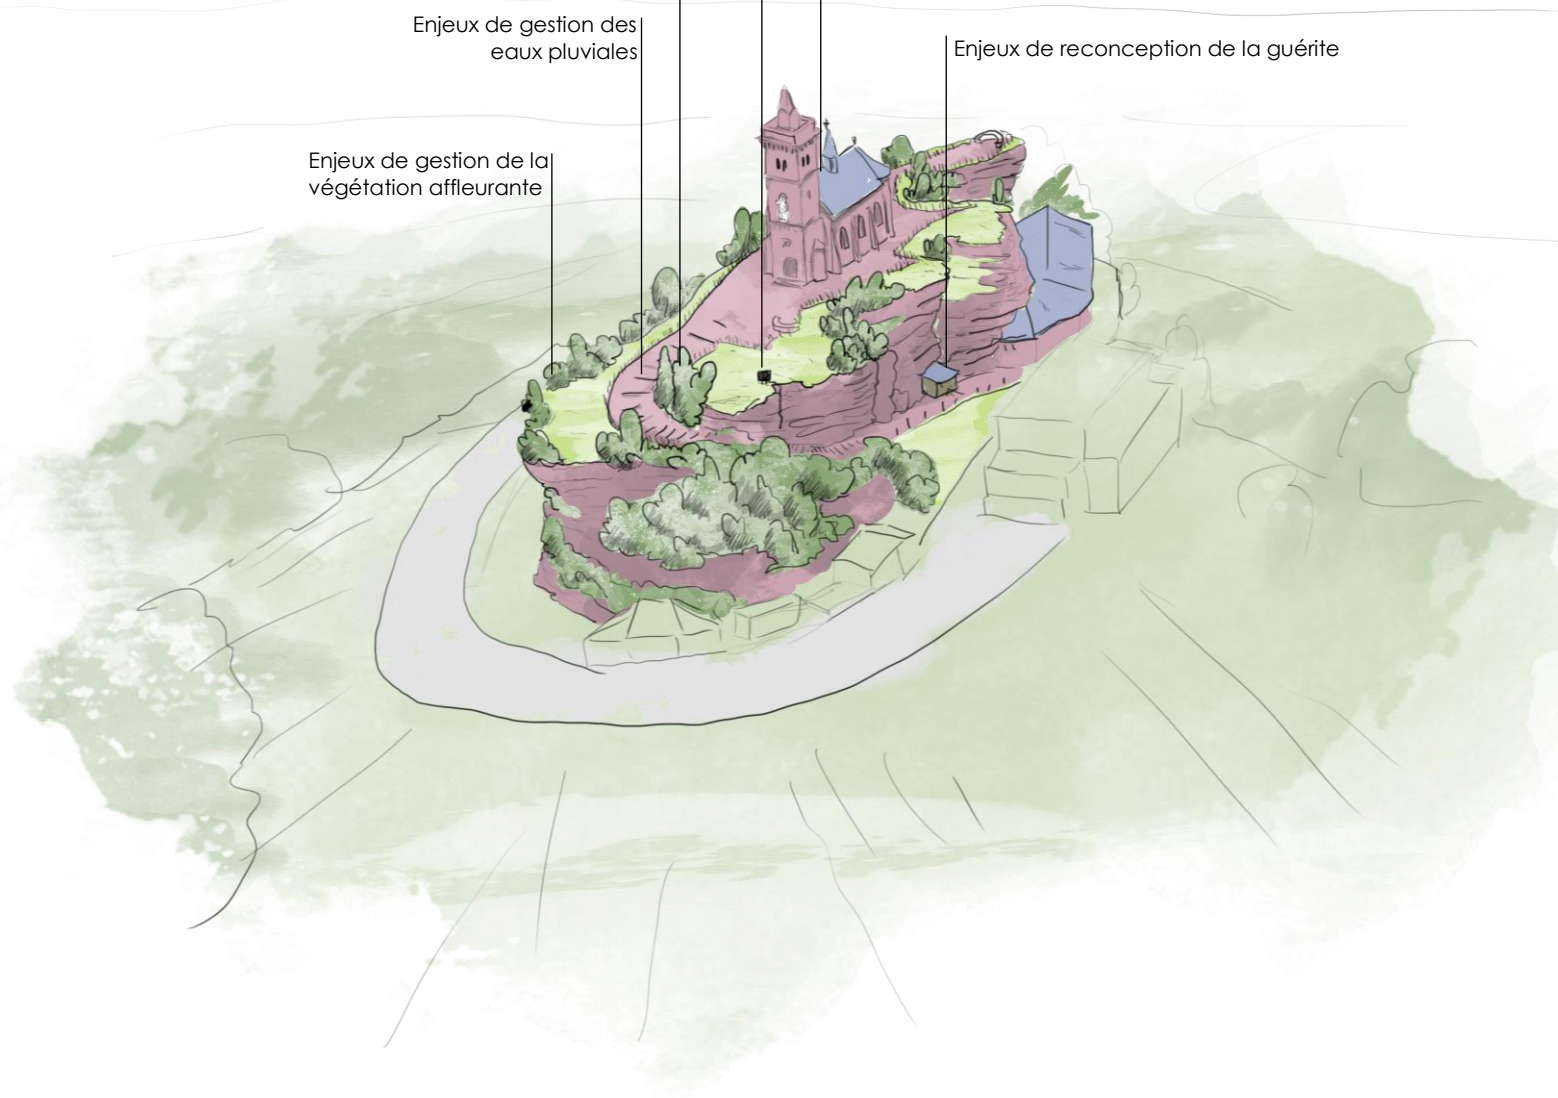 Enjeux de gestion des
eaux pluviales
Enjeux de reconception de la guérite
Enjeux de gestion de la
végétation affleurante